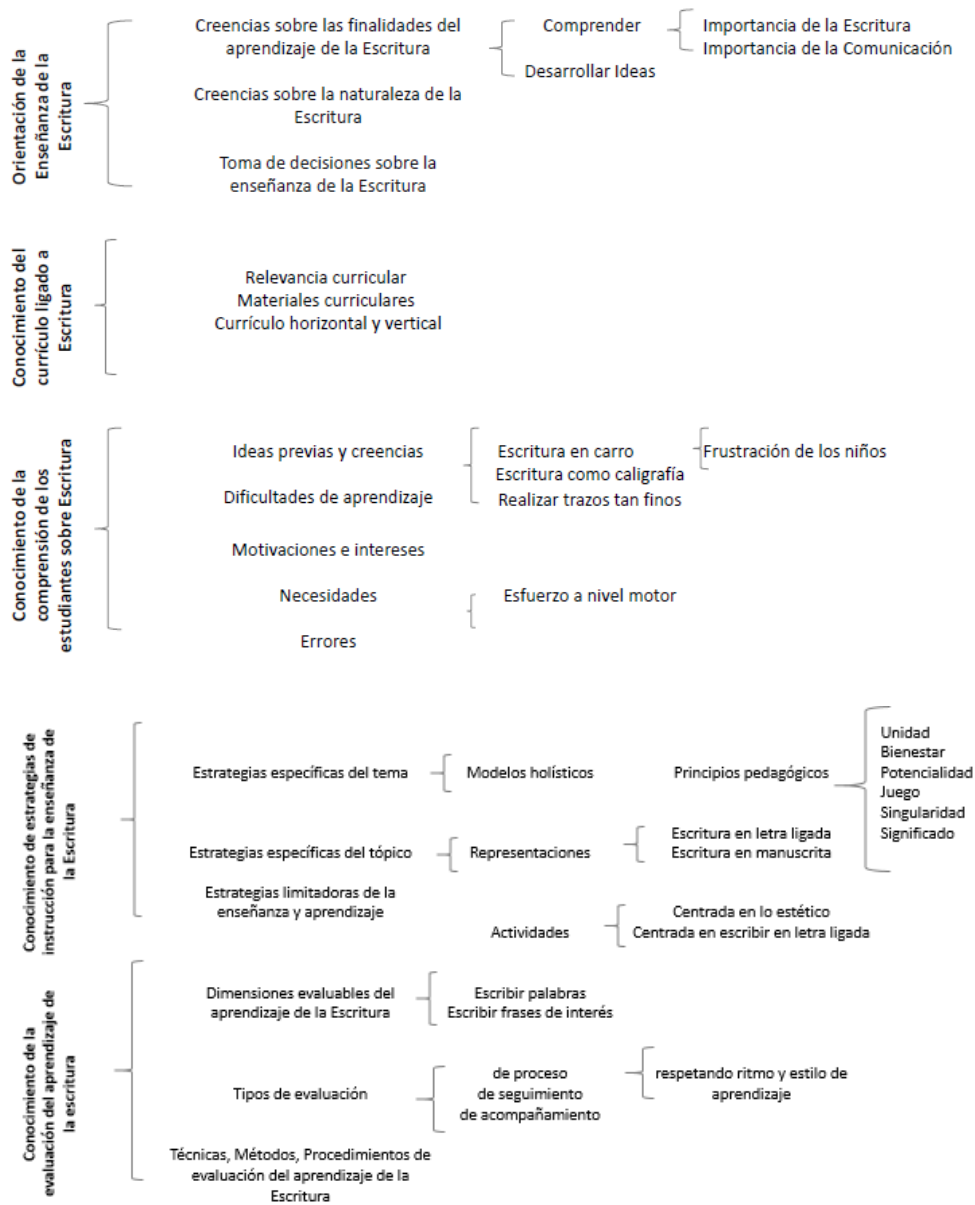 Orientación de la
Enseñanza de la
Escritura
Creencias sobre las finalidades del
aprendizaje de la Escritura
Comprender
Importancia de la Escritura
Importancia de la Comunicación
Desarrollar Ideas
Creencias sobre la naturaleza de la
Escritura
Toma de decisiones sobre la
enseñanza de la Escritura
Conocimiento del
currículo ligado a
Escritura
Relevancia curricular
Materiales curriculares
Currículo horizontal y vertical
Conocimiento de la
comprensión de los
estudiantes sobre Escritura
Ideas previas y creencias
Dificultades de aprendizaje
Escritura en carro
Escritura como caligrafía
Realizar trazos tan finos
Frustración de los niños
Motivaciones e intereses
Necesidades
Esfuerzo a nivel motor
Errores
Conocimiento de estrategias de
instrucción para la enseñanza de
la Escritura
Estrategias específicas del tema
Modelos holísticos
Principios pedagógicos
Unidad
Bienestar
Potencialidad
Juego
Singularidad
Significado
Estrategias específicas del tópico
Representaciones
Escritura en letra ligada
Escritura en manuscrita
Estrategias limitadoras de la
enseñanza y aprendizaje
Actividades
Centrada en lo estético
Centrada en escribir en letra ligada
Conocimiento de la
evaluación del aprendizaje de
la escritura
Dimensiones evaluables del
aprendizaje de la Escritura
Escribir palabras
Escribir frases de interés
Tipos de evaluación
de proceso
de seguimiento
de acompañamiento
respetando ritmo y estilo de
aprendizaje
Técnicas, Métodos, Procedimientos de
evaluación del aprendizaje de la
Escritura